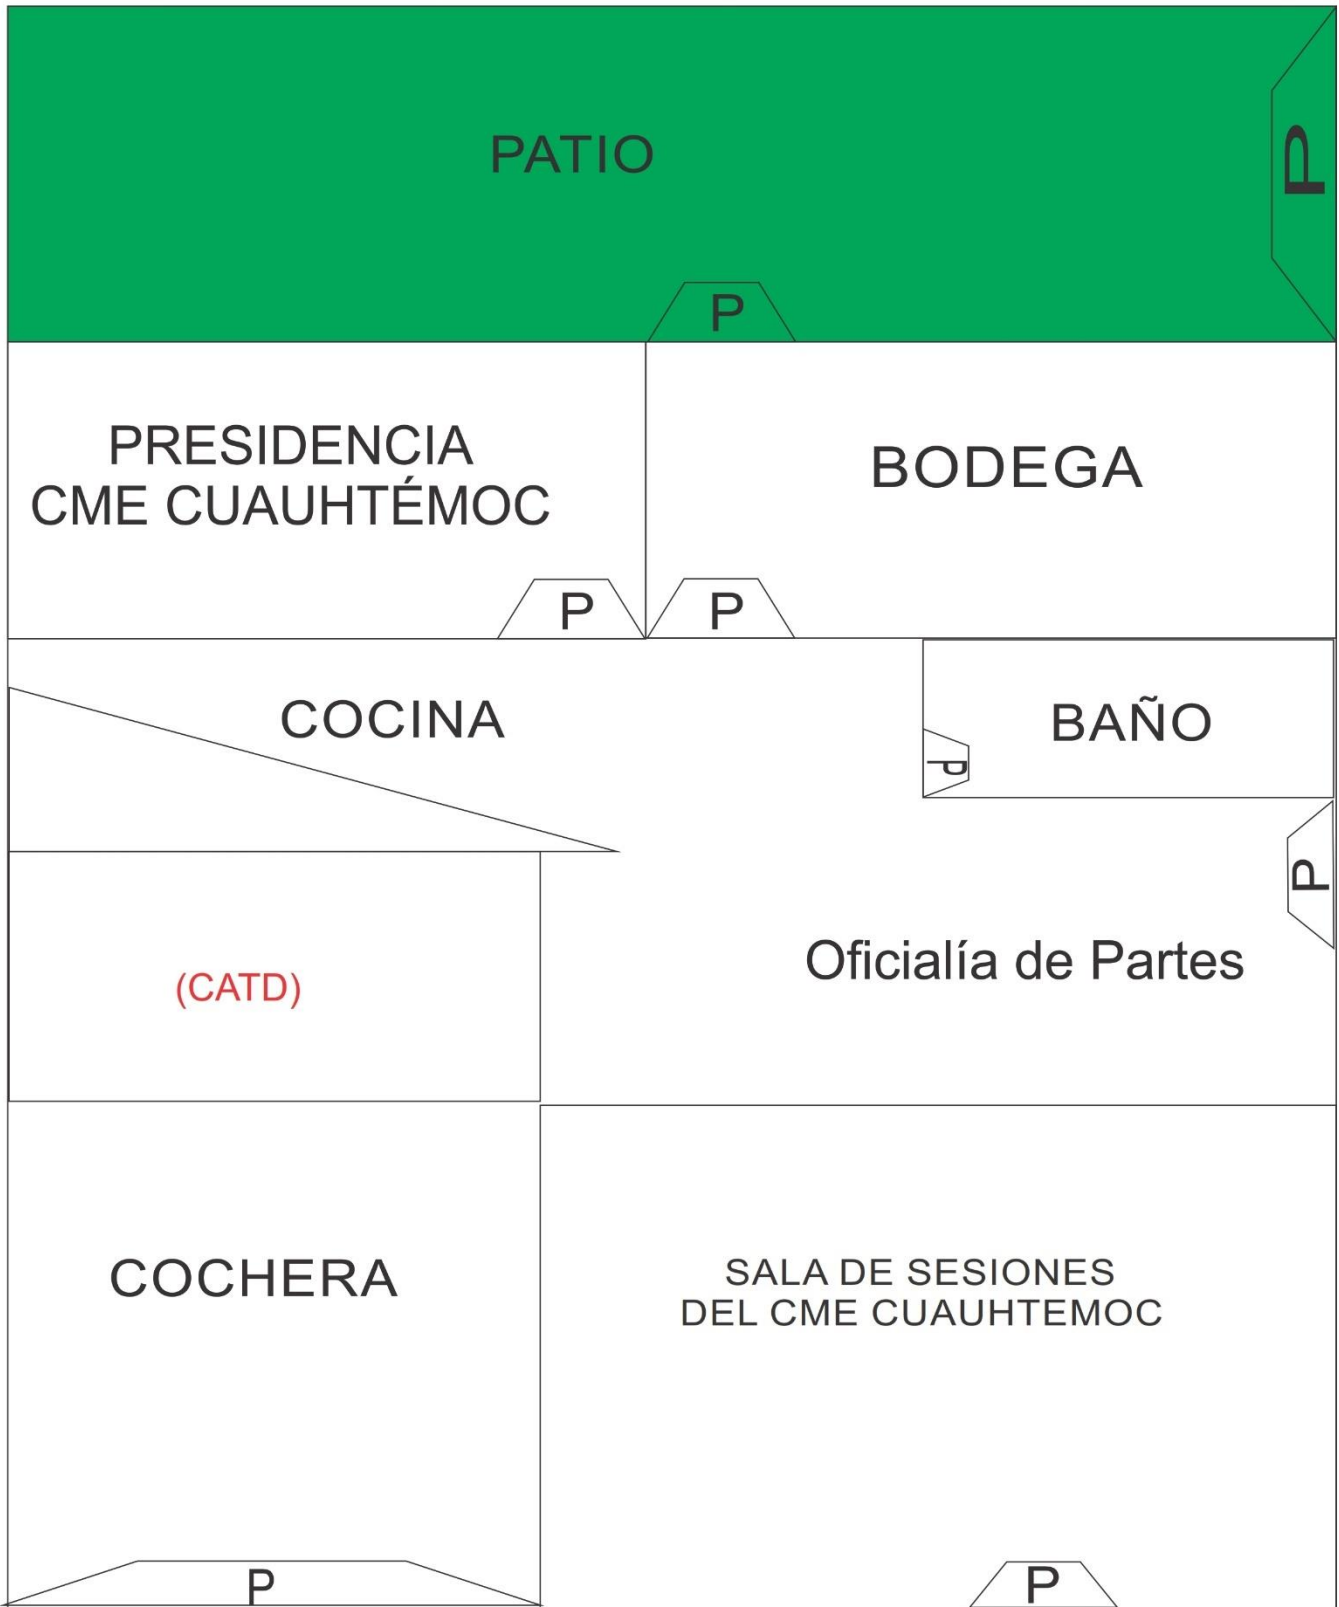 PATIO
P
P
PRESIDENCIA
CME CUAUHTÉMOC
BODEGA
P
P
COCINA
BAÑO
P
P
Oficialía de Partes
(CATD)
COCHERA
SALA DE SESIONES
DEL CME CUAUHTEMOC
P
P